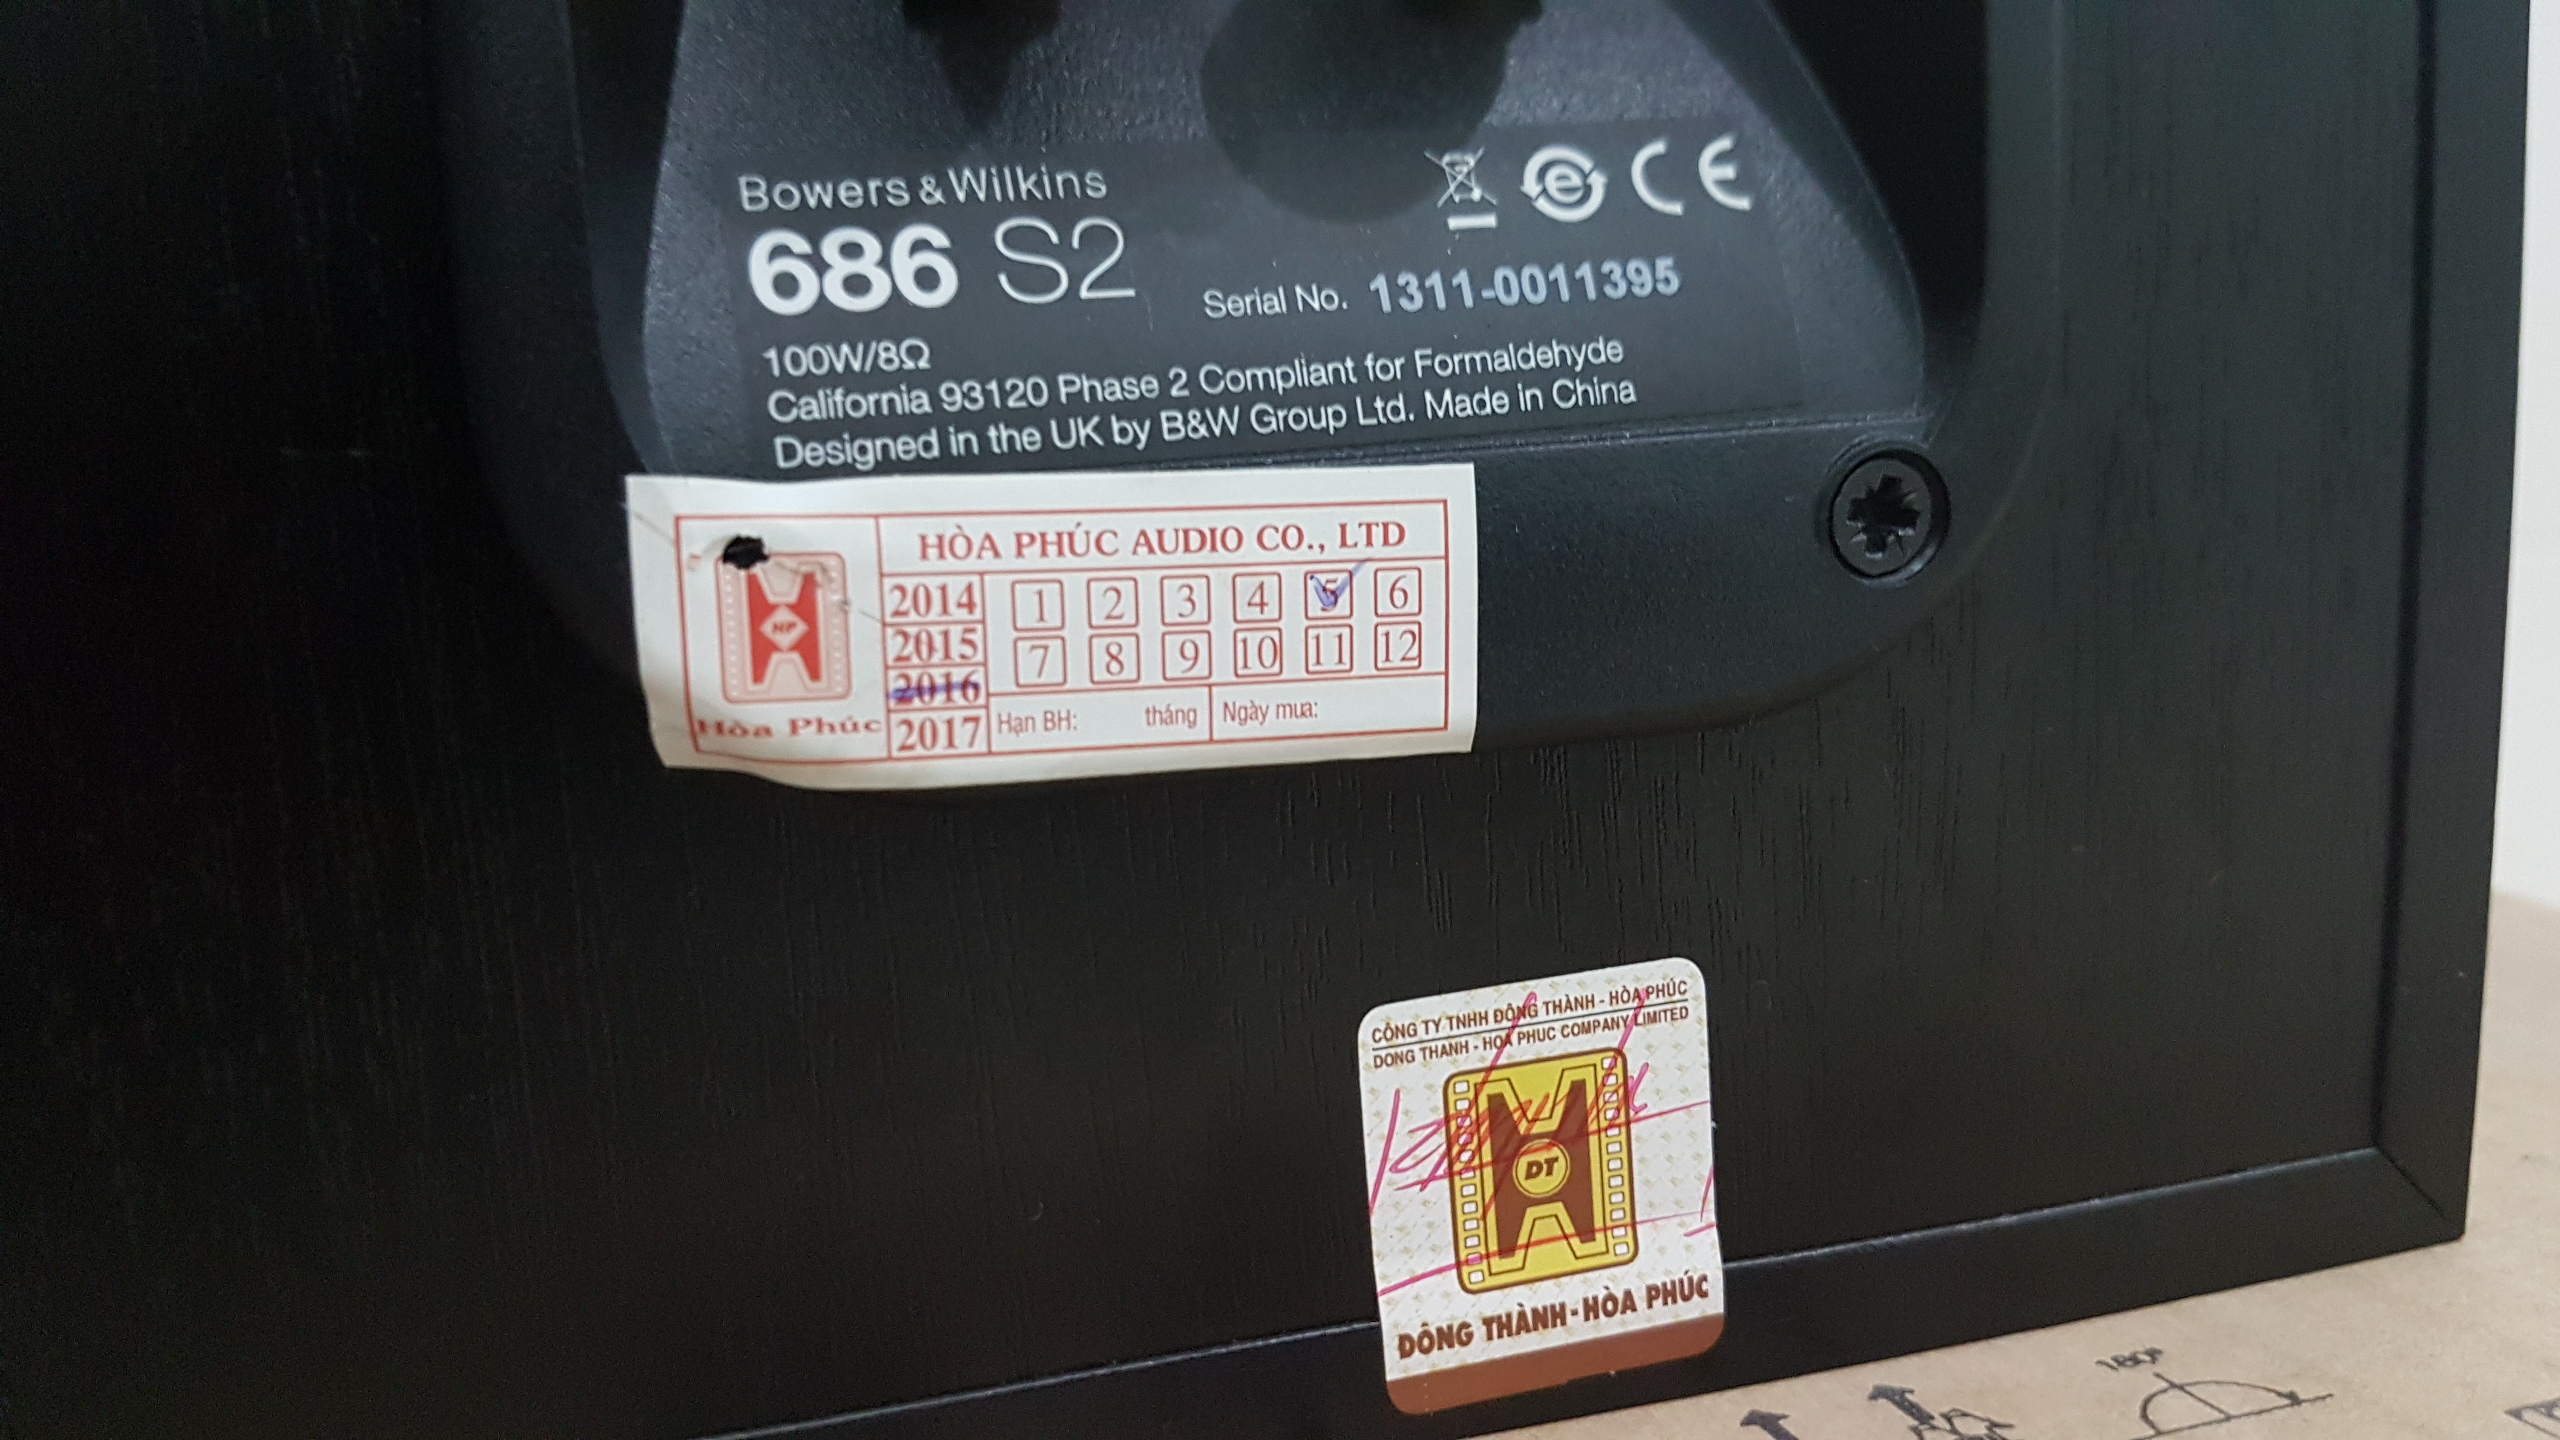 Bowers & Wilkins
686 S2
Serial No. 1311-0011395
100W/8Ω
California 93120 Phase 2 Compliant for Formaldehyde
Designed in the UK by B&W Group Ltd. Made in China
CE
HÒA PHÚC AUDIO CO., LTD
2014 1 2 3 4 5 6
2015 7 8 9 10 11 12
2016
2017 Hạn BH: tháng Ngày mua:
HP
Hòa Phúc
CÔNG TY TNHH ĐÔNG THÀNH - HÒA PHÚC
DONG THANH - HOA PHUC COMPANY LIMITED
DT
ĐÔNG THÀNH-HÒA PHÚC
180°